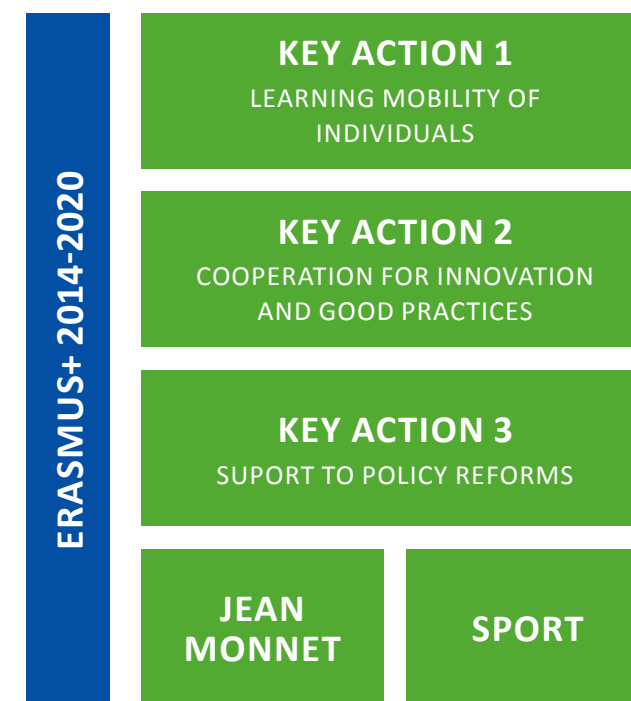 ERASMUS+ 2014-2020
KEY ACTION 1
LEARNING MOBILITY OF
INDIVIDUALS
KEY ACTION 2
COOPERATION FOR INNOVATION
AND GOOD PRACTICES
KEY ACTION 3
SUPORT TO POLICY REFORMS
JEAN
MONNET
SPORT